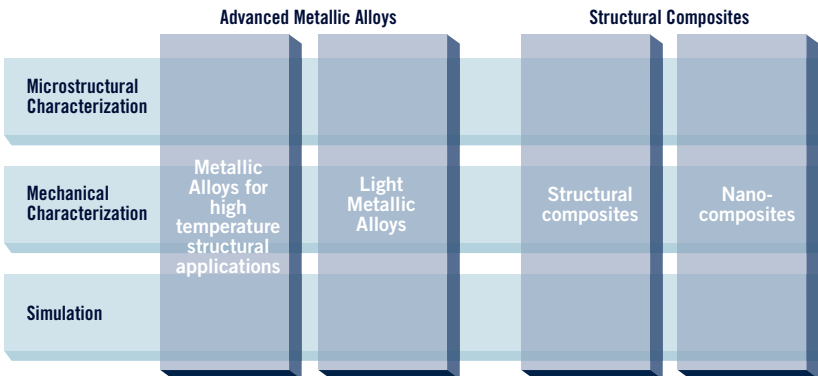 Advanced Metallic Alloys
Structural Composites
Microstructural
Characterization
Mechanical
Characterization
Simulation
Metallic
Alloys for
high
temperature
structural
applications
Light
Metallic
Alloys
Structural
composites
Nano-
composites